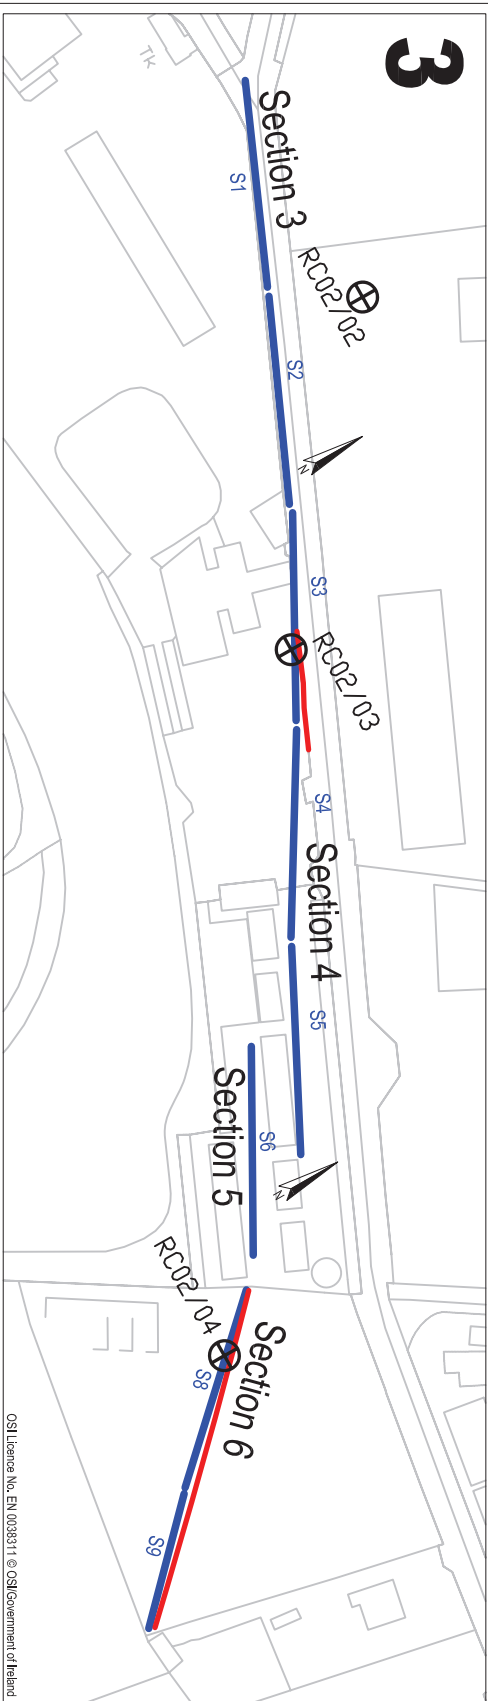 3
Tk
Section 3
S1
RC02/02
S2
N
S3
RC02/03
S4
Section 4
S5
S6
Section 5
N
RC02/04
Section 6
S8
S9
OSI Licence No. EN 0038311 © OSI/Government of Ireland